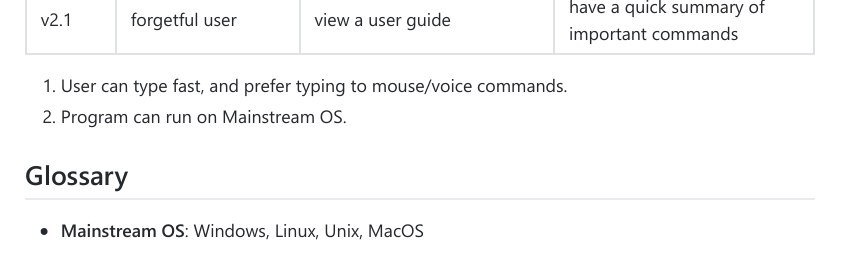 v2.1 forgetful user view a user guide have a quick summary of
important commands
1. User can type fast, and prefer typing to mouse/voice commands.
2. Program can run on Mainstream OS.
Glossary
• Mainstream OS: Windows, Linux, Unix, MacOS